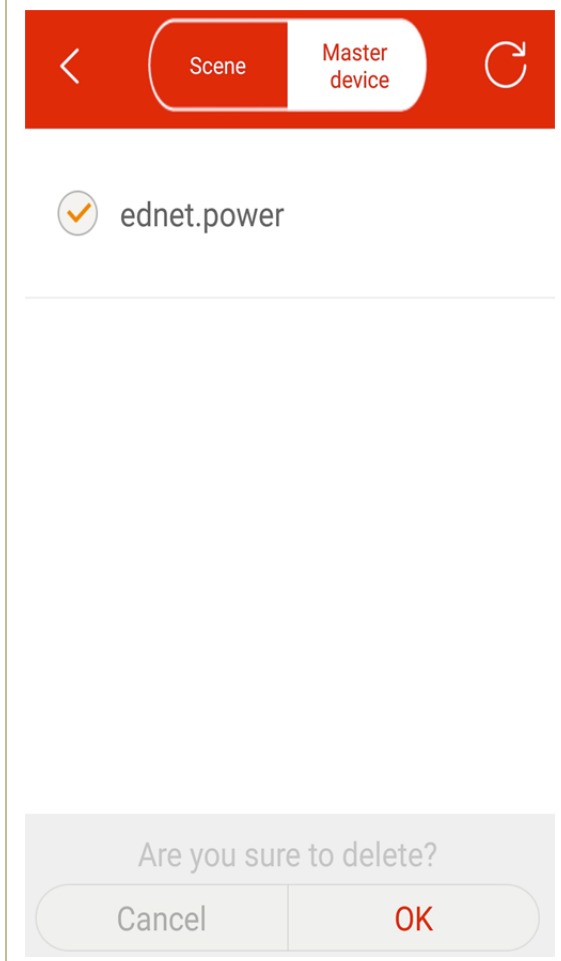 Scene
Master
device
ednet.power
Are you sure to delete?
Cancel
OK